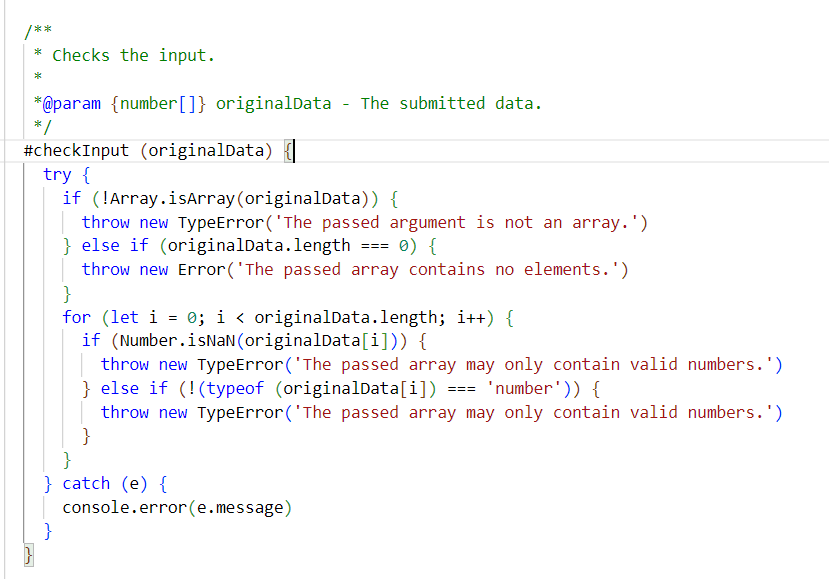 /**
 * Checks the input.
 *
 *@param {number[]} originalData - The submitted data.
 */
#checkInput (originalData) {
  try {
    if (!Array.isArray(originalData)) {
      throw new TypeError('The passed argument is not an array.')
    } else if (originalData.length === 0) {
      throw new Error('The passed array contains no elements.')
    }
    for (let i = 0; i < originalData.length; i++) {
      if (Number.isNaN(originalData[i])) {
        throw new TypeError('The passed array may only contain valid numbers.')
      } else if (!(typeof (originalData[i]) === 'number')) {
        throw new TypeError('The passed array may only contain valid numbers.')
      }
    }
  } catch (e) {
    console.error(e.message)
  }
}